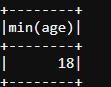 +--------+
|min(age)|
+--------+
|      18|
+--------+